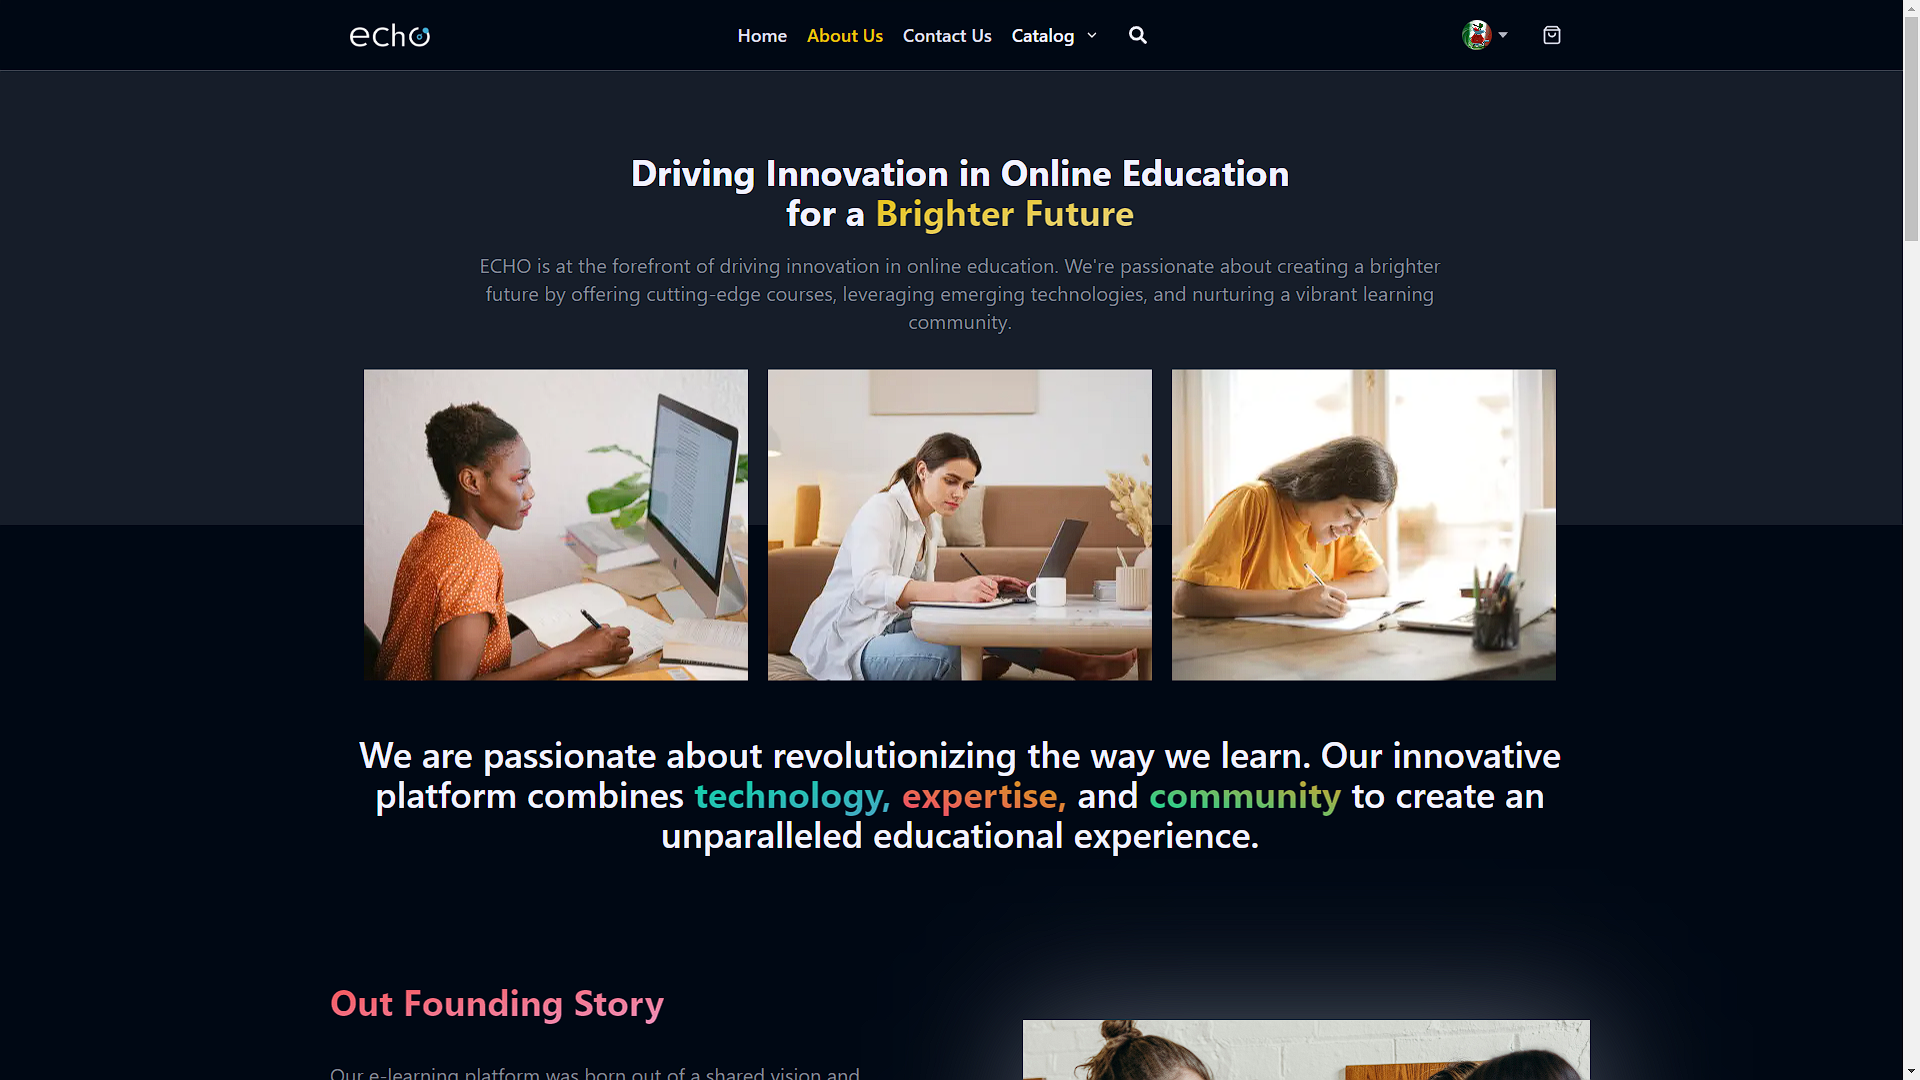 echo
Home About Us Contact Us Catalog
Driving Innovation in Online Education
for a Brighter Future
ECHO is at the forefront of driving innovation in online education. We're passionate about creating a brighter
future by offering cutting-edge courses, leveraging emerging technologies, and nurturing a vibrant learning
community.
We are passionate about revolutionizing the way we learn. Our innovative
platform combines technology, expertise, and community to create an
unparalleled educational experience.
Out Founding Story
Our e-learning platform was born out of a shared vision and